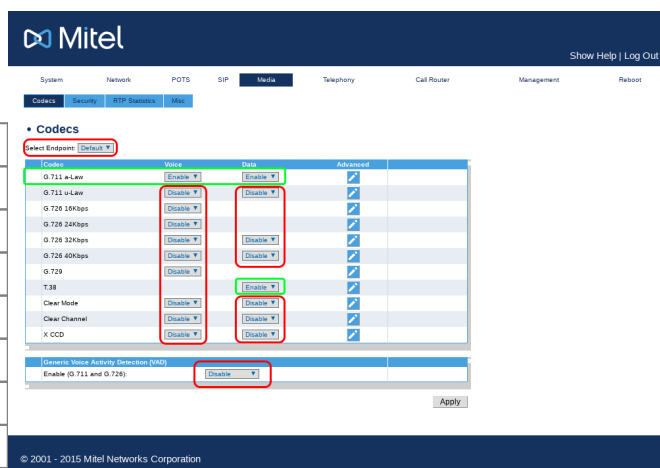 Mitel
Show Help | Log Out
System Network POTS SIP Media Telephony Call Router Management Reboot
Codecs Security RTP Statistics Misc
• Codecs
Select Endpoint: Default
Codec Voice Data Advanced
G.711 a-Law Enable Enable
G.711 u-Law Disable Disable
G.726 16Kbps Disable
G.726 24Kbps Disable
G.726 32Kbps Disable Disable
G.726 40Kbps Disable Disable
G.729 Disable
T.38 Enable
Clear Mode Disable Disable
Clear Channel Disable Disable
X CCD Disable Disable
Generic Voice Activity Detection (VAD)
Enable (G.711 and G.726): Disable
Apply
© 2001 - 2015 Mitel Networks Corporation